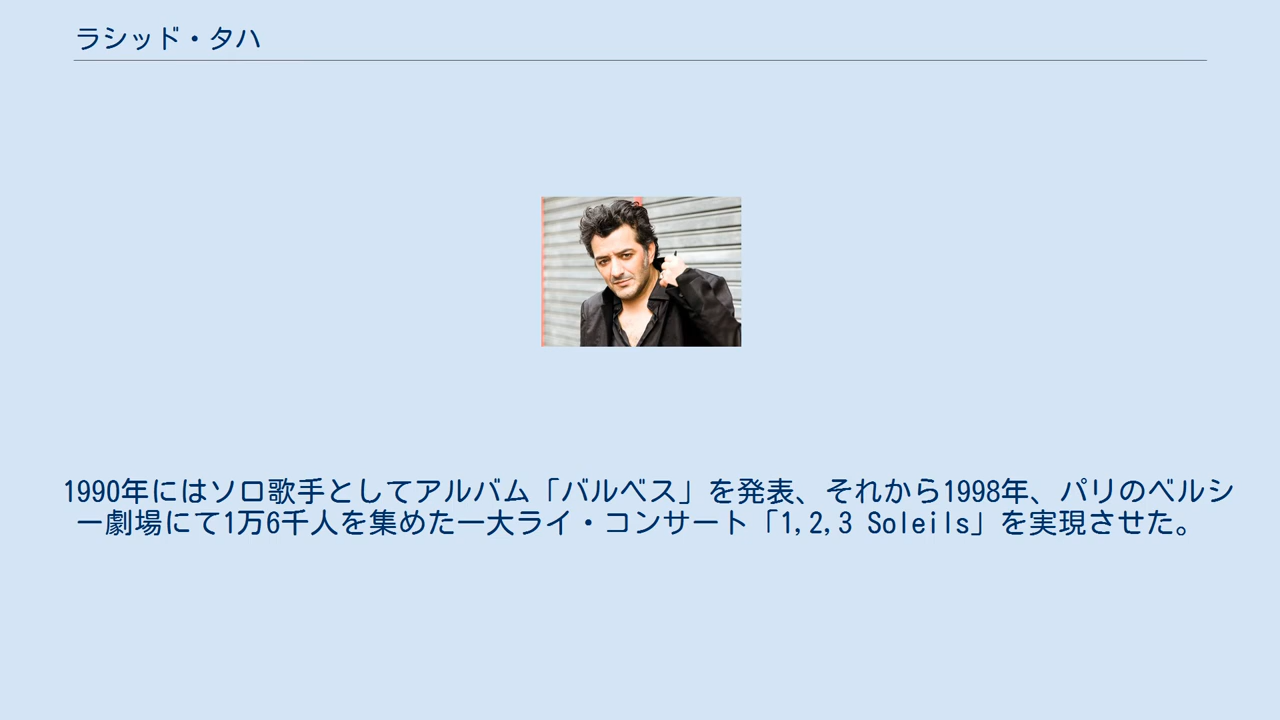 ラシッド・タハ
1990年にはソロ歌手としてアルバム「バルベス」を発表、それから1998年、パリのベルシ
ー劇場にて1万6千人を集めた一大ライ・コンサート「1,2,3 Soleils」を実現させた。